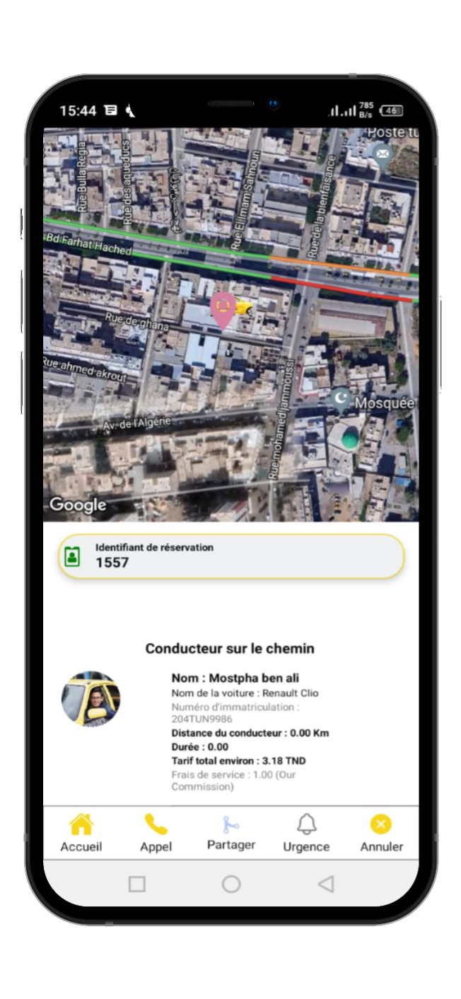 15:44
785
B/s
46
Poste tu
Rue Bulla Regia
Rue des aqueducs
Rue El Imam Sahnoun
Rue de la bienfaisance
Bd Farhat Hached
Rue de ghana
Rue ahmed akrout
Rue mohamed jammoussi
Mosquée
Av. de l'Algérie
Google
Identifiant de réservation
1557
Conducteur sur le chemin
Nom : Mostpha ben ali
Nom de la voiture : Renault Clio
Numéro d'immatriculation :
204TUN9986
Distance du conducteur : 0.00 Km
Durée : 0.00
Tarif total environ : 3.18 TND
Frais de service : 1.00 (Our
Commission)
Accueil
Appel
Partager
Urgence
Annuler